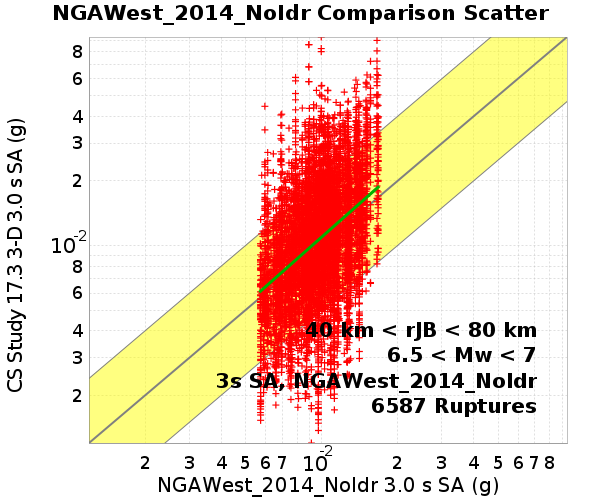 NGAWest_2014_NoIdr Comparison Scatter
CS Study 17.3 3-D 3.0 s SA (g)
8
6
4
3
2
10-2
8
6
4
3
2
40 km < rJB < 80 km
6.5 < Mw < 7
3s SA, NGAWest_2014_NoIdr
6587 Ruptures
2 3 4 5 6 7 10-2 2 3 4 5 6 7 8
NGAWest_2014_NoIdr 3.0 s SA (g)